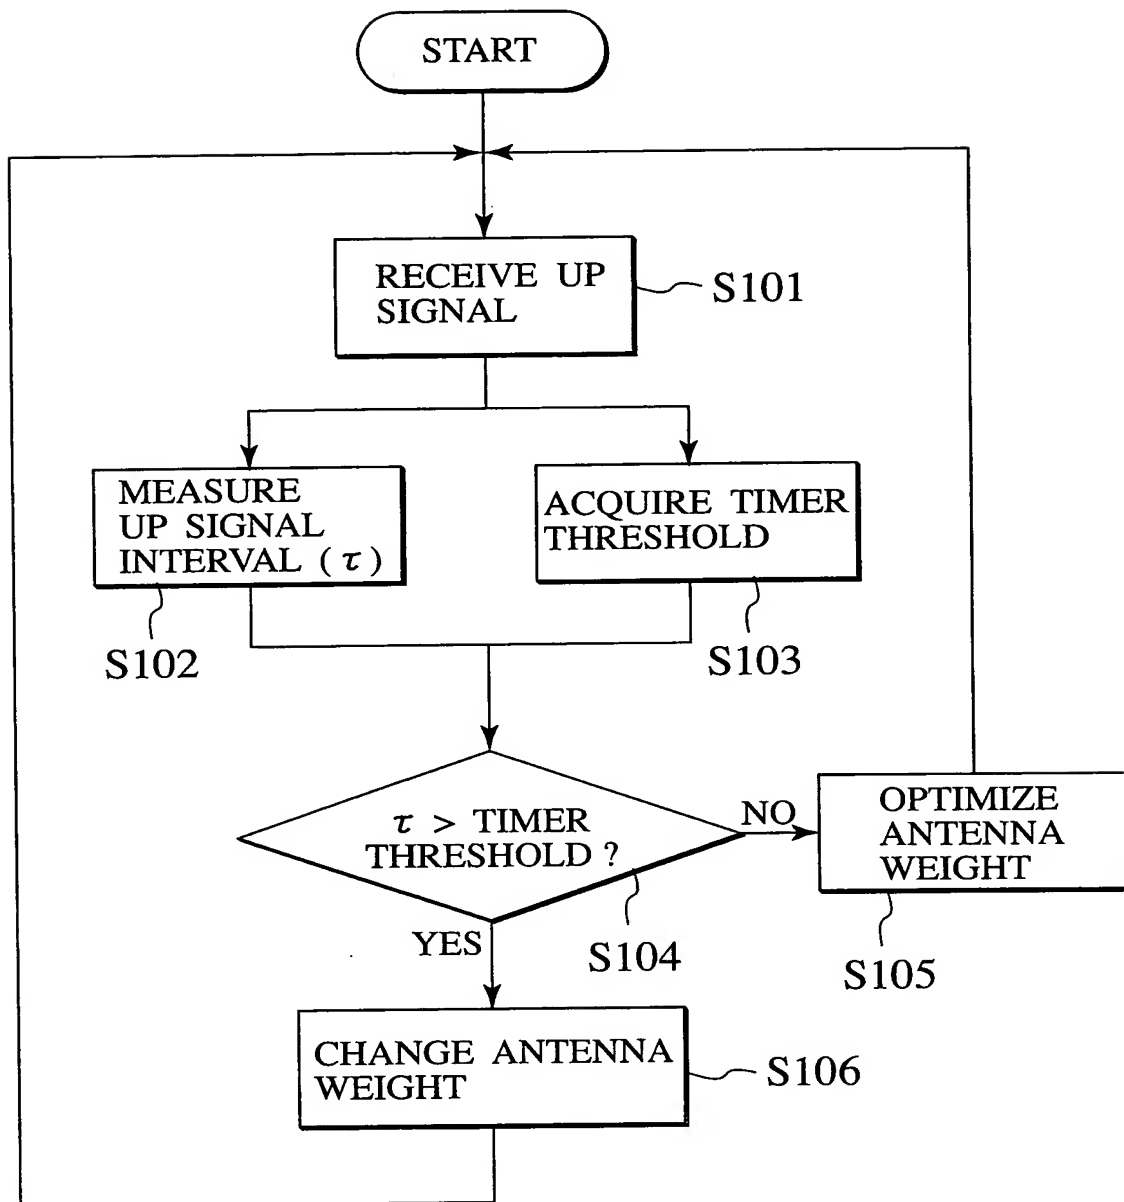 START
RECEIVE UP
SIGNAL
S101
MEASURE
UP SIGNAL
INTERVAL (τ)
S102
ACQUIRE TIMER
THRESHOLD
S103
τ > TIMER
THRESHOLD ?
S104
NO
OPTIMIZE
ANTENNA
WEIGHT
S105
YES
CHANGE ANTENNA
WEIGHT
S106